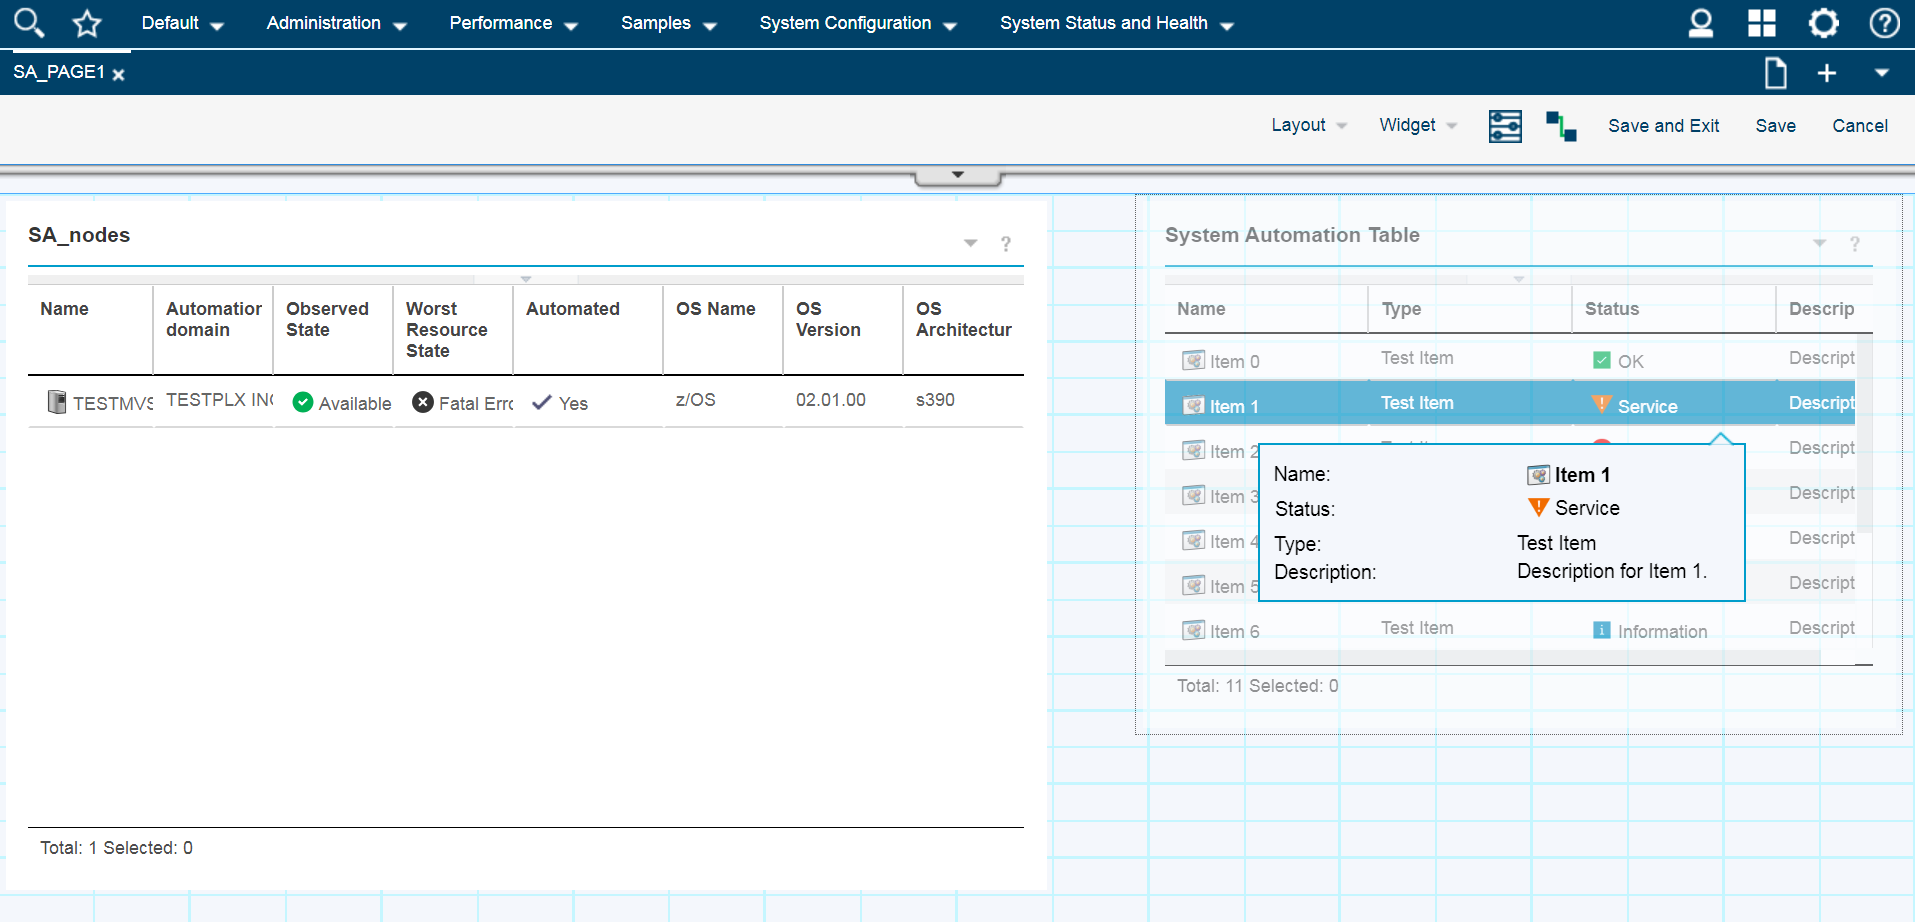 Default Administration Performance Samples System Configuration System Status and Health
SA_PAGE1
Layout Widget Save and Exit Save Cancel
SA_nodes
?
Name Automation domain Observed State Worst Resource State Automated OS Name OS Version OS Architectur
TESTMVS TESTPLX INC Available Fatal Erro Yes z/OS 02.01.00 s390
Total: 1 Selected: 0
System Automation Table
?
Name Type Status Descrip
Item 0 Test Item OK Descript
Item 1 Test Item Service Descript
Item 2 Descript
Item 3 Descript
Item 4 Descript
Item 5 Descript
Item 6 Test Item Information Descript
Total: 11 Selected: 0
Name: Item 1
Status: Service
Type: Test Item
Description: Description for Item 1.